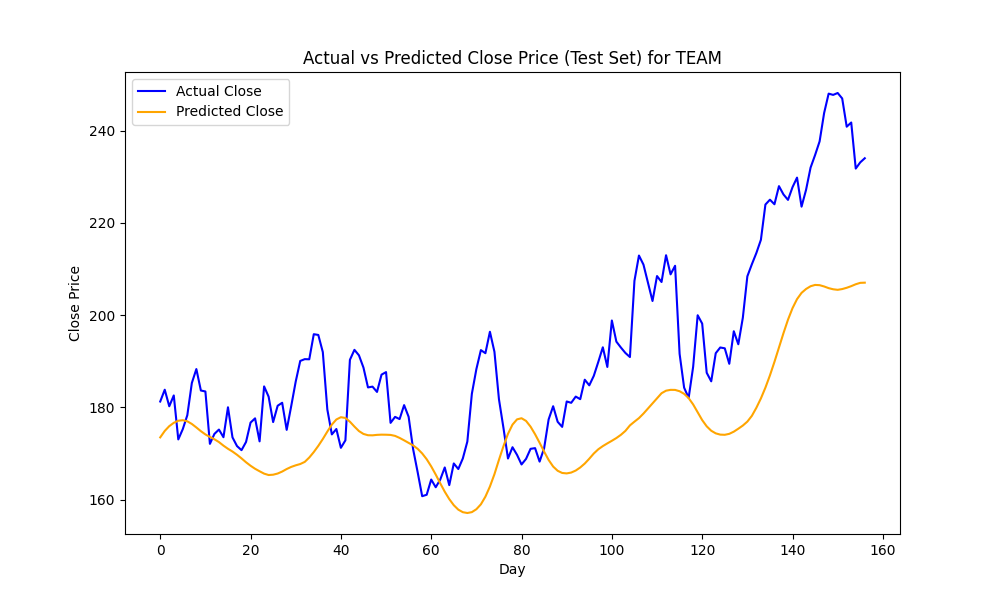 Actual vs Predicted Close Price (Test Set) for TEAM
Actual Close
Predicted Close
240
220
200
180
160
Close Price
0 20 40 60 80 100 120 140 160
Day